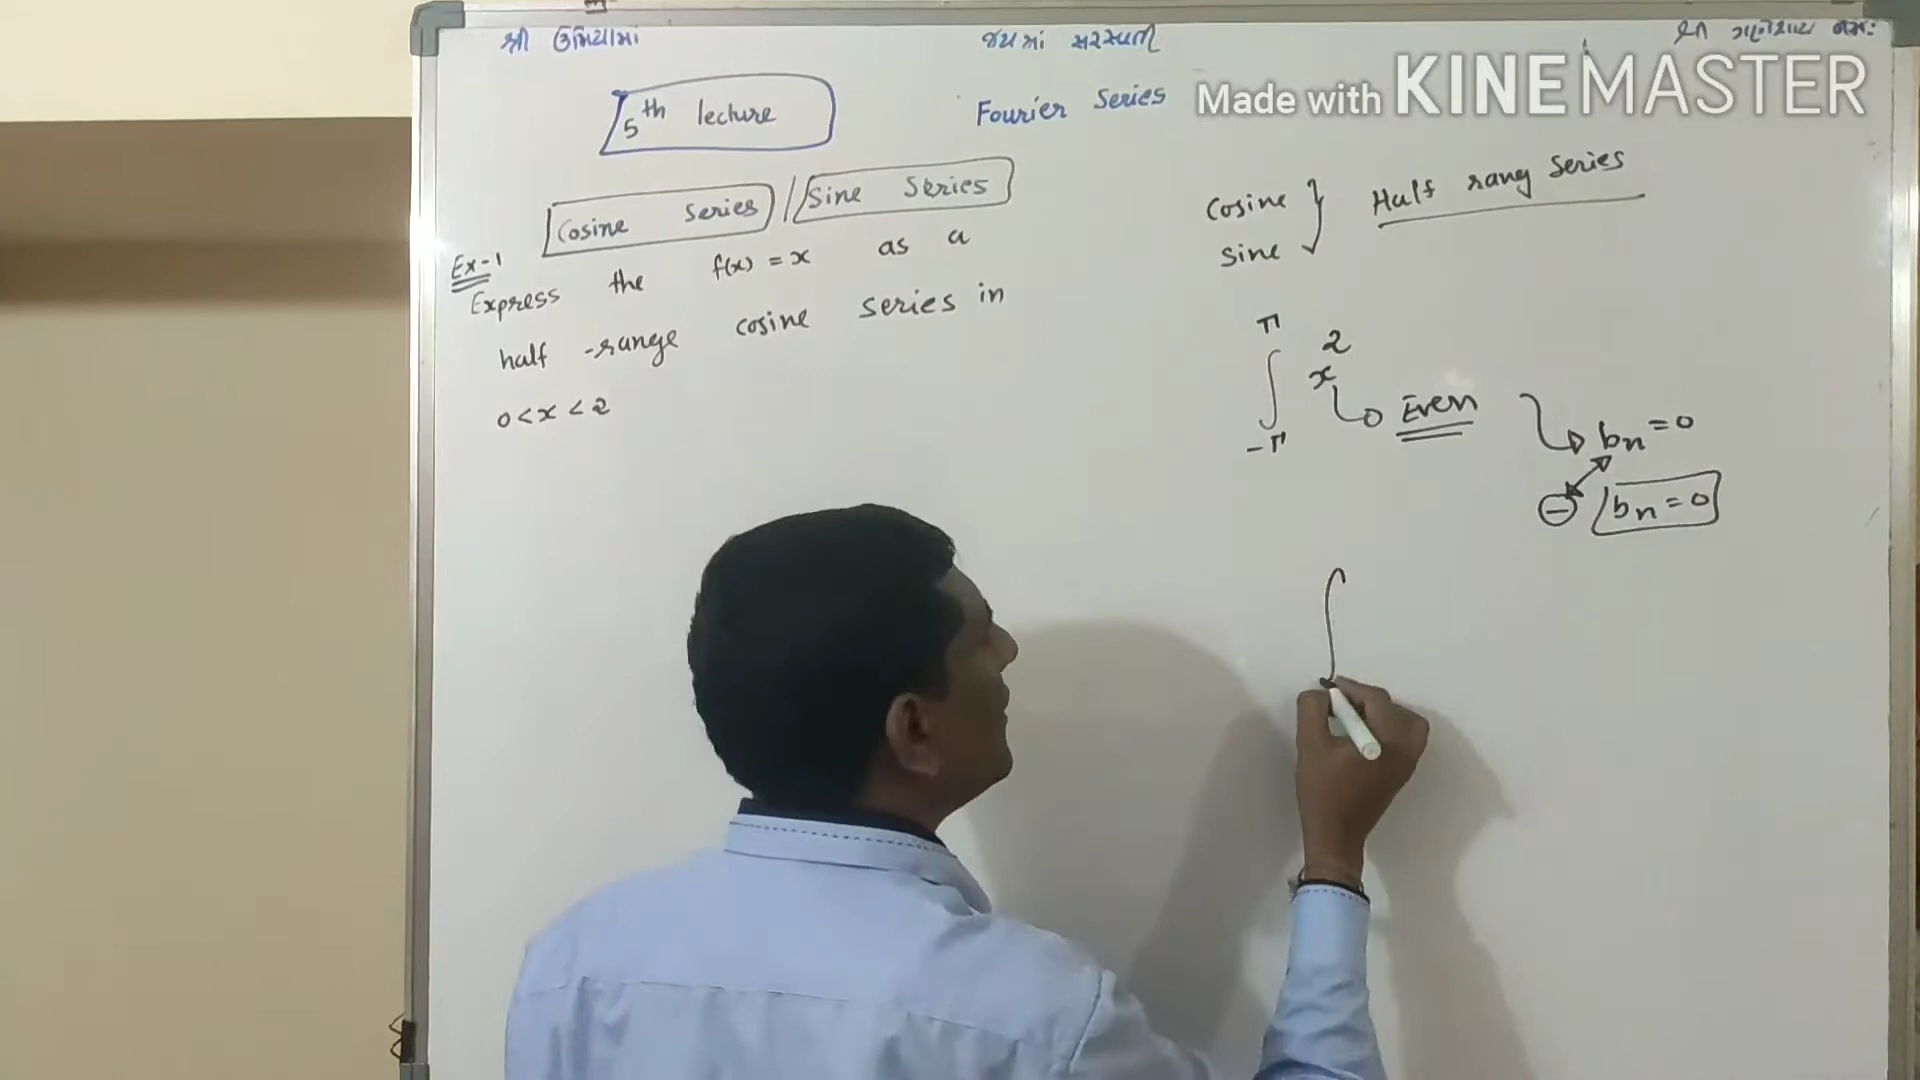 શ્રી ઉમિયામાં
જય માં સરસ્વતી
શ્રી ગણેશાય નમઃ
Made with KINEMASTER
5th lecture
Fourier Series
Cosine Series / Sine Series
Cosine
Sine
Half rang Series
Ex-1
Express the f(x) = x as a
half-range cosine series in
0<x<2
∫
π
-π
x²
Even
bn=0
⊖
bn=0
∫